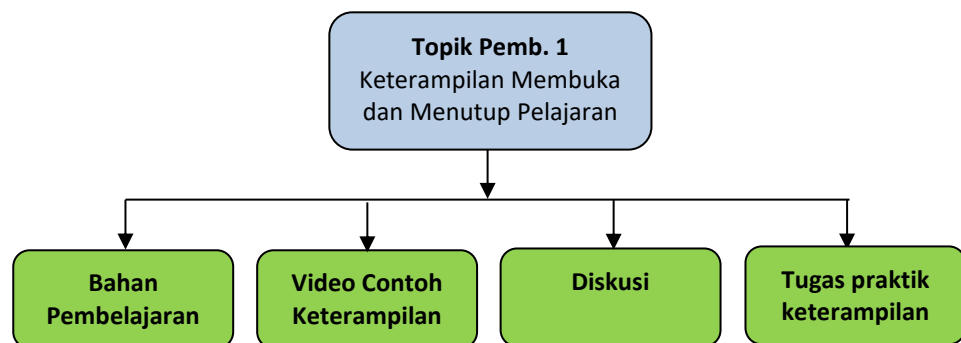 Topik Pemb. 1
Keterampilan Membuka
dan Menutup Pelajaran
Bahan
Pembelajaran
Video Contoh
Keterampilan
Diskusi
Tugas praktik
keterampilan